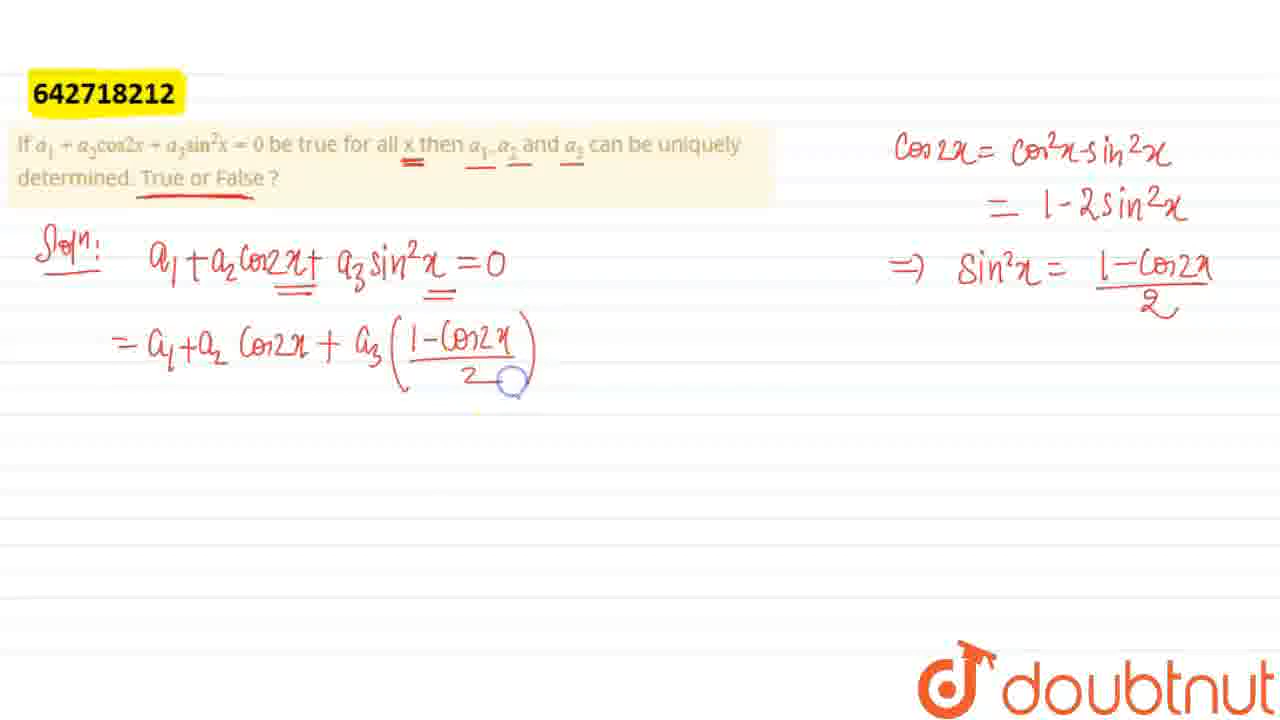 642718212
If a₁ + a₂cos2x + a₃sin²x = 0 be true for all x then a₁, a₂ and a₃ can be uniquely
determined. True or False ?
Soln:
a₁ + a₂ cos2x + a₃ sin²x = 0
= a₁ + a₂ cos2x + a₃ ( (1-cos2x)/2 )
cos2x = cos²x - sin²x
= 1 - 2 sin²x
⇒ sin²x = (1-cos2x)/2
doubtnut